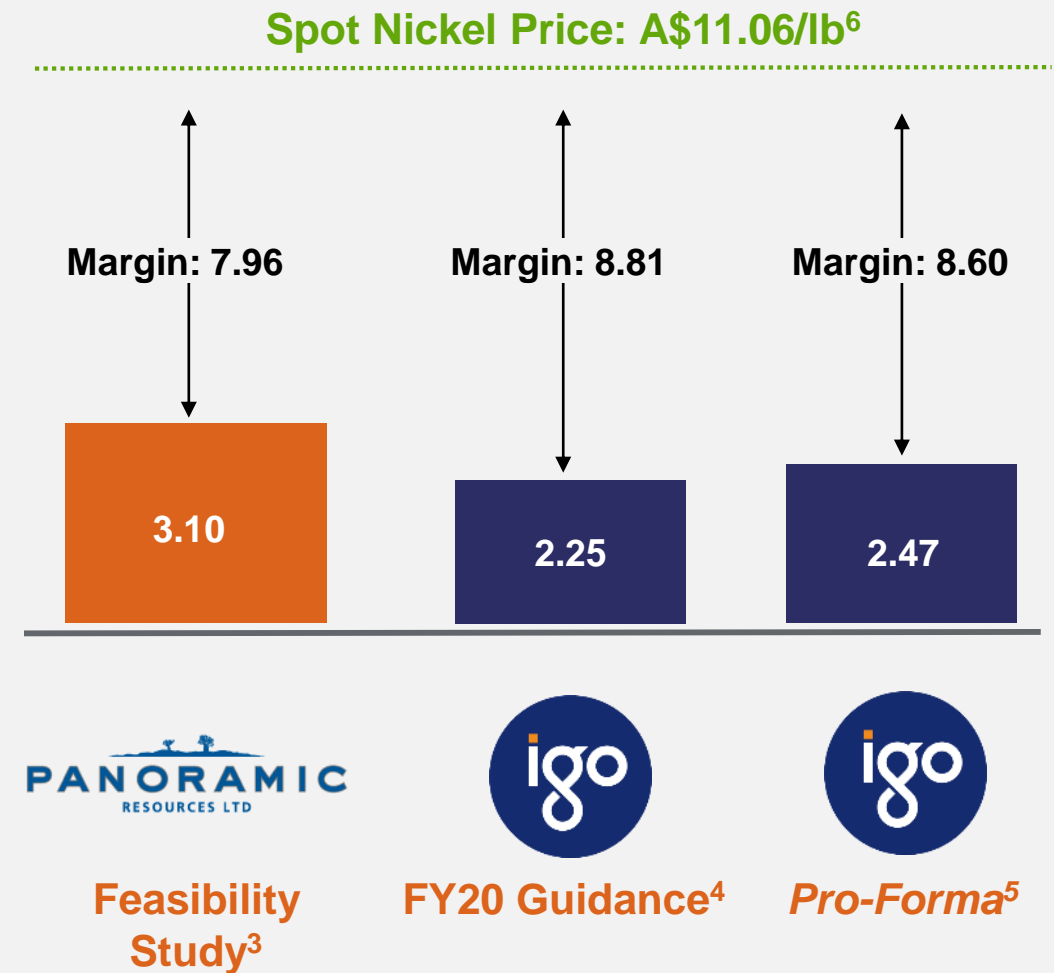 Spot Nickel Price: A$11.06/lb⁶
Margin: 7.96
Margin: 8.81
Margin: 8.60
3.10
2.25
2.47
PANORAMIC
RESOURCES LTD
igo
igo
Feasibility
Study³
FY20 Guidance⁴
Pro-Forma⁵